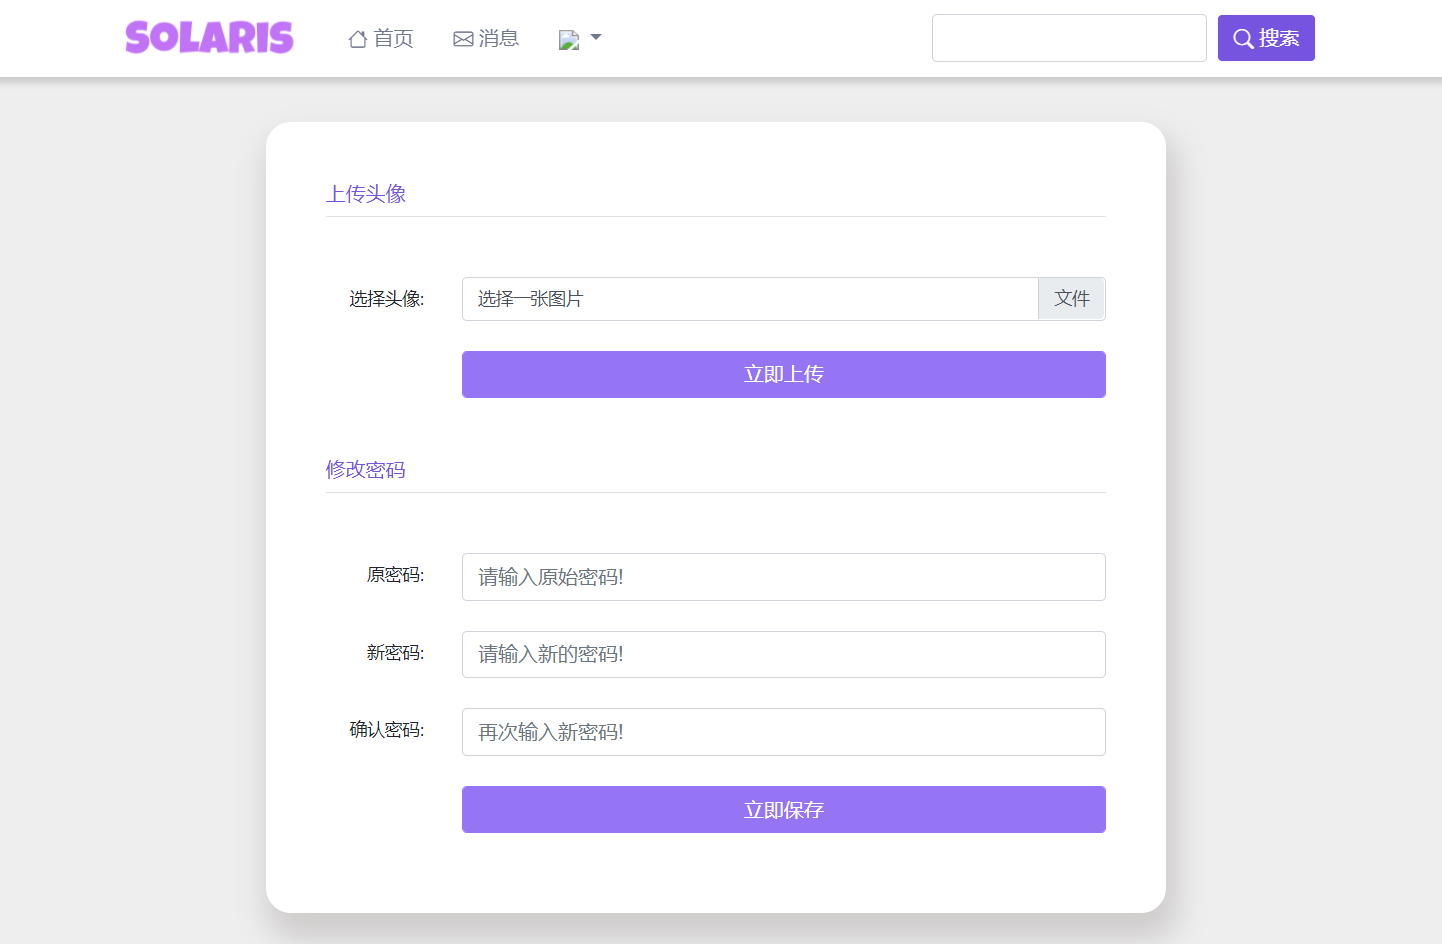 SOLARIS 首页 消息 搜索
上传头像
选择头像: 选择一张图片 文件
立即上传
修改密码
原密码: 请输入原始密码!
新密码: 请输入新的密码!
确认密码: 再次输入新密码!
立即保存